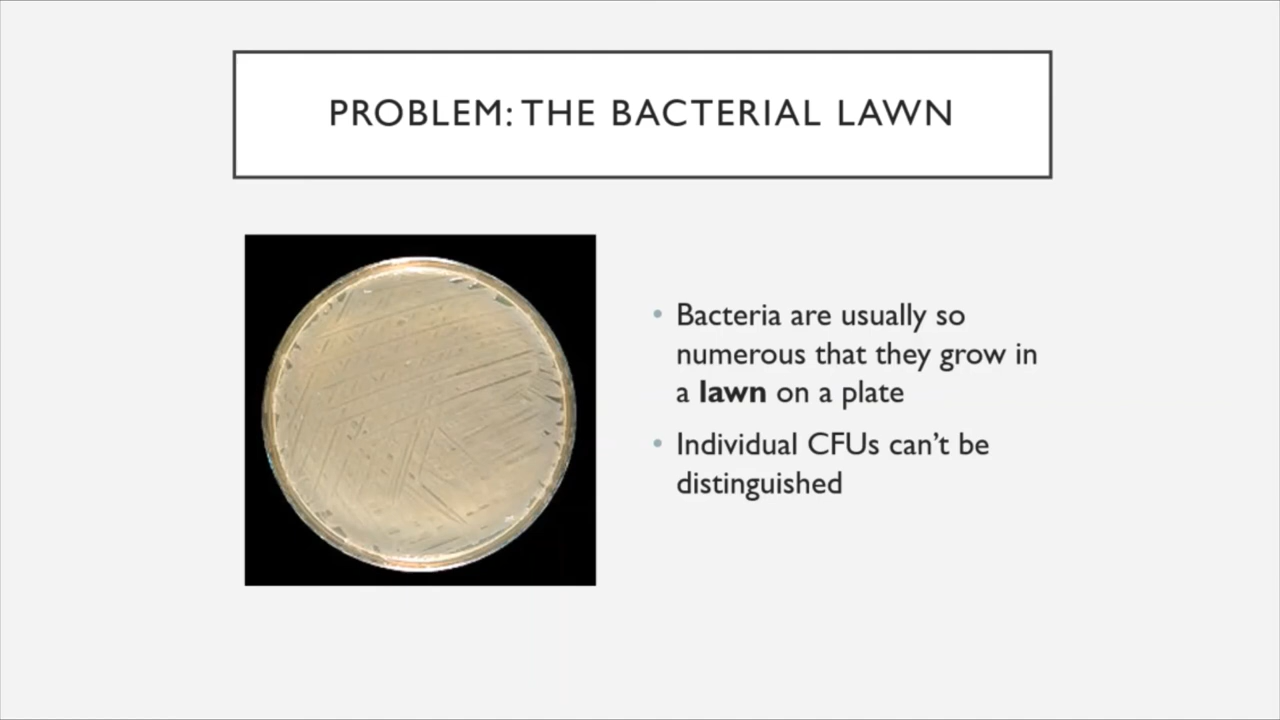 PROBLEM: THE BACTERIAL LAWN
• Bacteria are usually so
numerous that they grow in
a lawn on a plate
• Individual CFUs can’t be
distinguished